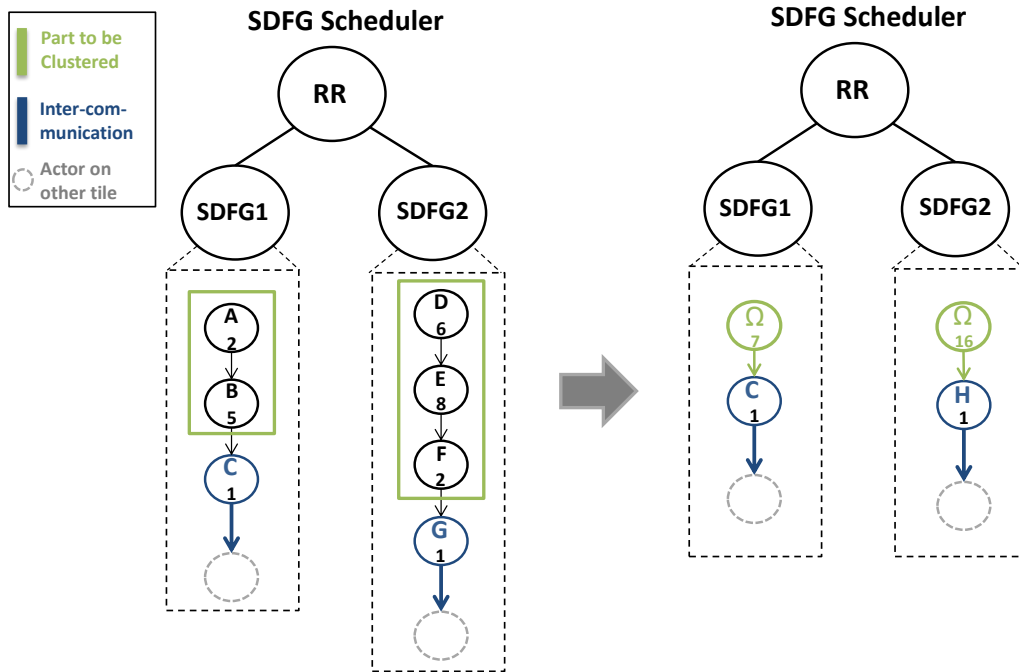 Part to be
Clustered
Inter-com-
munication
Actor on
other tile
SDFG Scheduler
RR
SDFG1
SDFG2
A
2
B
5
C
1
D
6
E
8
F
2
G
1
SDFG Scheduler
RR
SDFG1
SDFG2
Ω
7
C
1
Ω
16
H
1